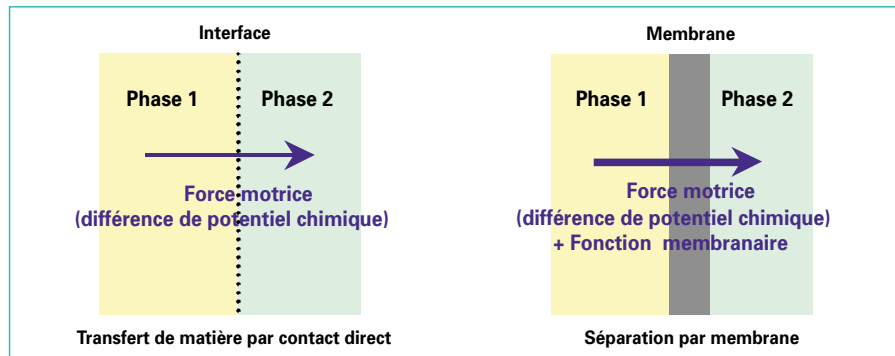 Interface
Phase 1
Phase 2
Force motrice
(différence de potentiel chimique)
Transfert de matière par contact direct
Membrane
Phase 1
Phase 2
Force motrice
(différence de potentiel chimique)
+ Fonction membranaire
Séparation par membrane